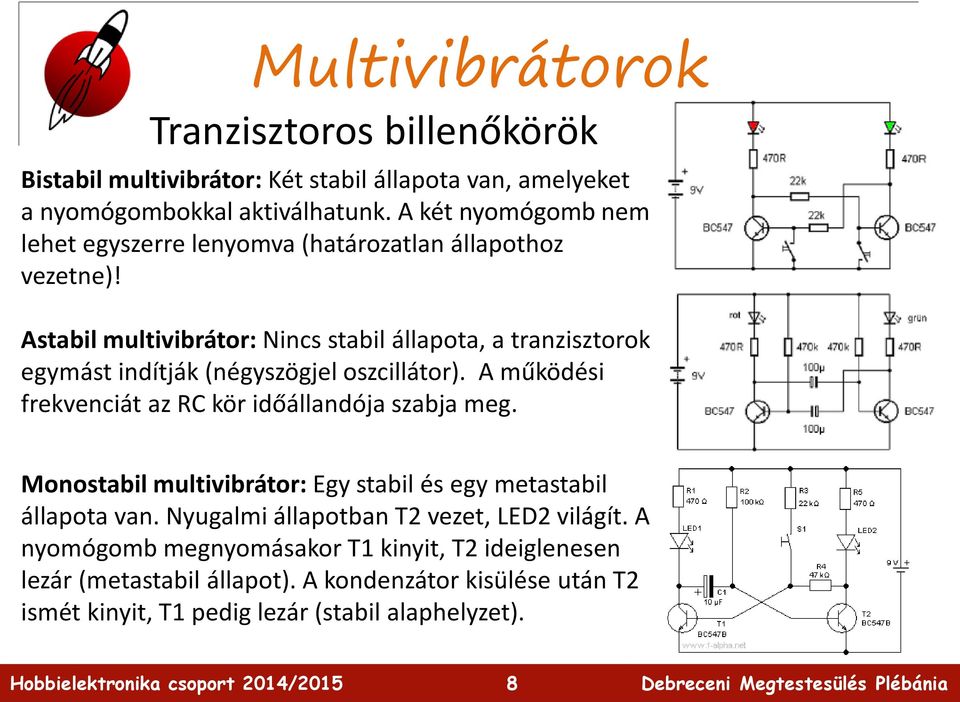 Multivibrátorok
Tranzisztoros billenőkörök
Bistabil multivibrátor: Két stabil állapota van, amelyeket
a nyomógombokkal aktiválhatunk. A két nyomógomb nem
lehet egyszerre lenyomva (határozatlan állapothoz
vezetne)!
470R
470R
22k
9V
22k
BC547
BC547
Astabil multivibrátor: Nincs stabil állapota, a tranzisztorok
egymást indítják (négyszögjel oszcillátor). A működési
frekvenciát az RC kör időállandója szabja meg.
rot
grün
470R
470k
470k
470R
9V
100µ
BC547
BC547
100µ
Monostabil multivibrátor: Egy stabil és egy metastabil
állapota van. Nyugalmi állapotban T2 vezet, LED2 világít. A
nyomógomb megnyomásakor T1 kinyit, T2 ideiglenesen
lezár (metastabil állapot). A kondenzátor kisülése után T2
ismét kinyit, T1 pedig lezár (stabil alaphelyzet).
R1
470 Ω
R2
100kΩ
R3
22 kΩ
R5
470 Ω
LED1
S1
LED2
R4
47 kΩ
9 V
C1
10 µF
T1
BC547B
T2
BC547B
www.1-alpha.net
Hobbielektronika csoport 2014/2015 8 Debreceni Megtestesülés Plébánia